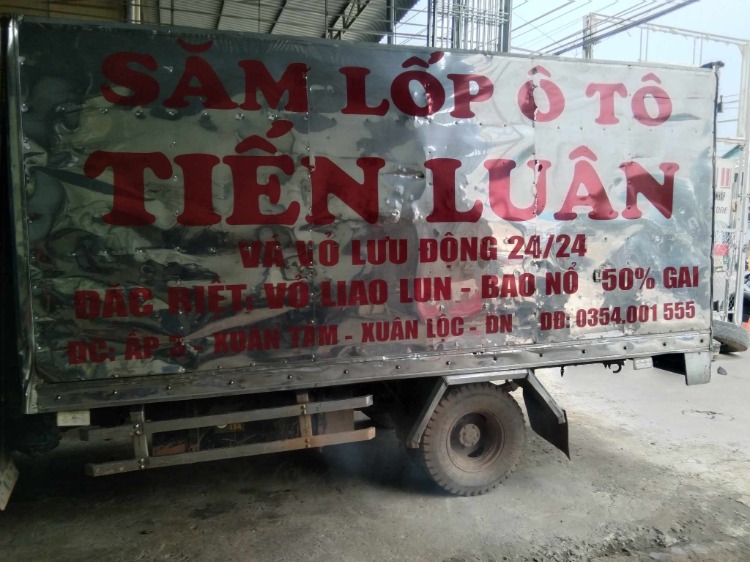 SĂM LỐP Ô TÔ
TIẾN LUÂN
VÁ VỎ LƯU ĐỘNG 24/24
ĐĂC BIỆT: VỎ LIAO LUN - BAO NỔ 50% GAI
ĐC: ẤP 3 - XUÂN TÂM - XUÂN LỘC - ĐN ĐĐ: 0354.001 555